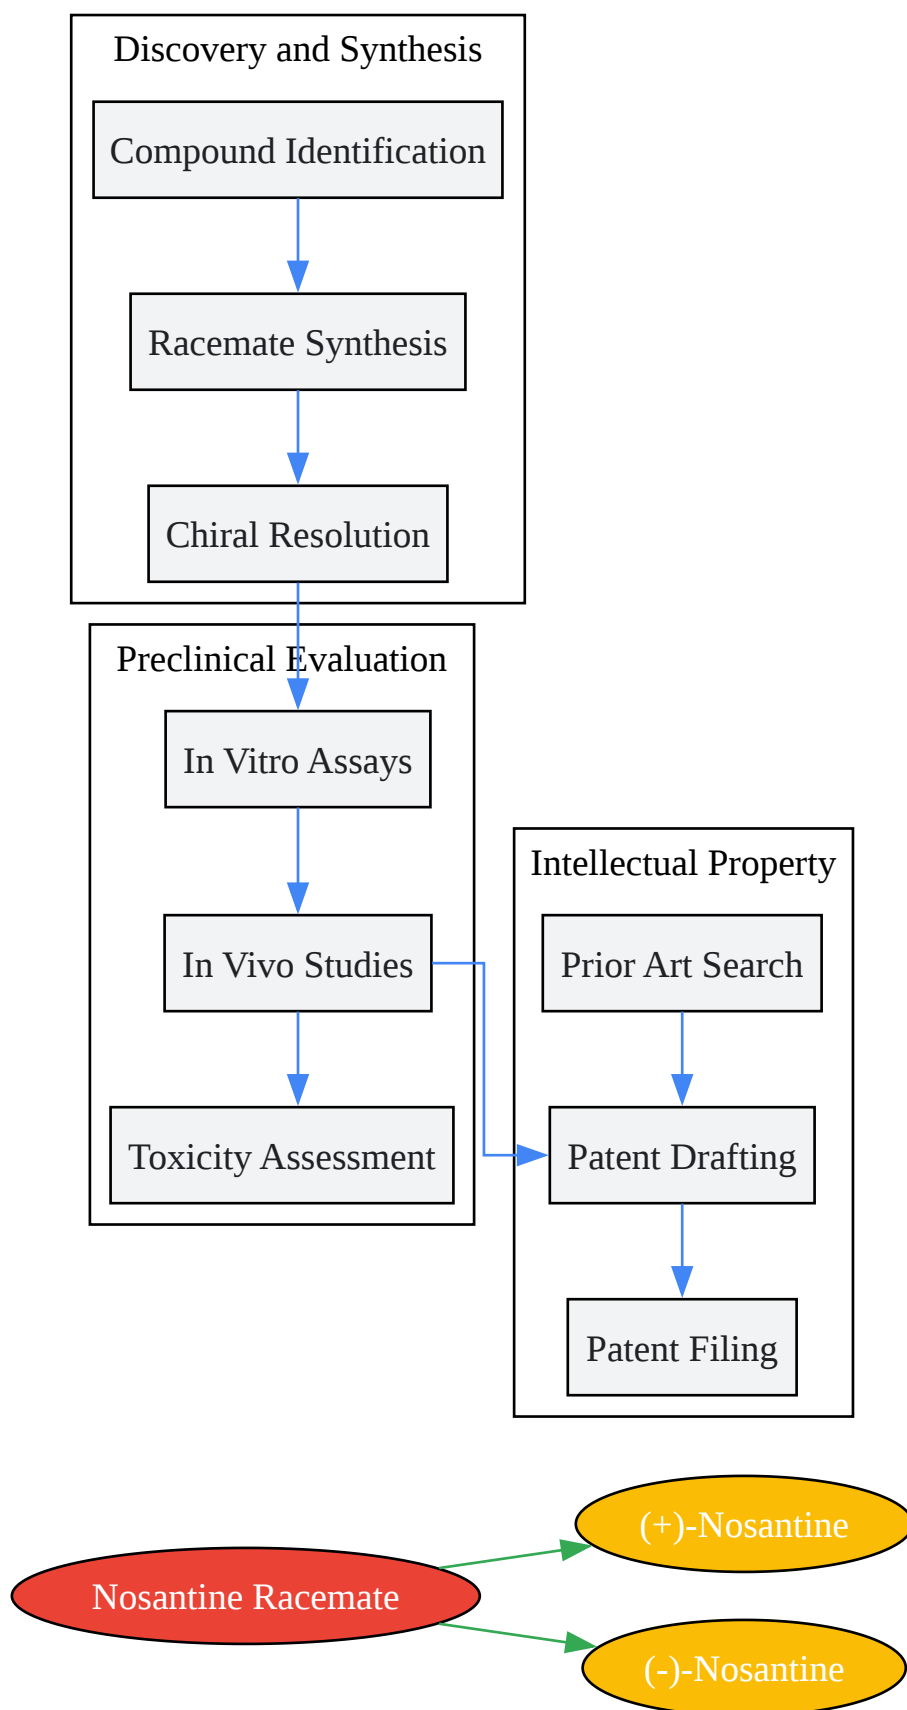 Discovery and Synthesis
Compound Identification
Racemate Synthesis
Chiral Resolution
Preclinical Evaluation
In Vitro Assays
In Vivo Studies
Toxicity Assessment
Intellectual Property
Prior Art Search
Patent Drafting
Patent Filing
Nosantine Racemate
(+)-Nosantine
(-)-Nosantine